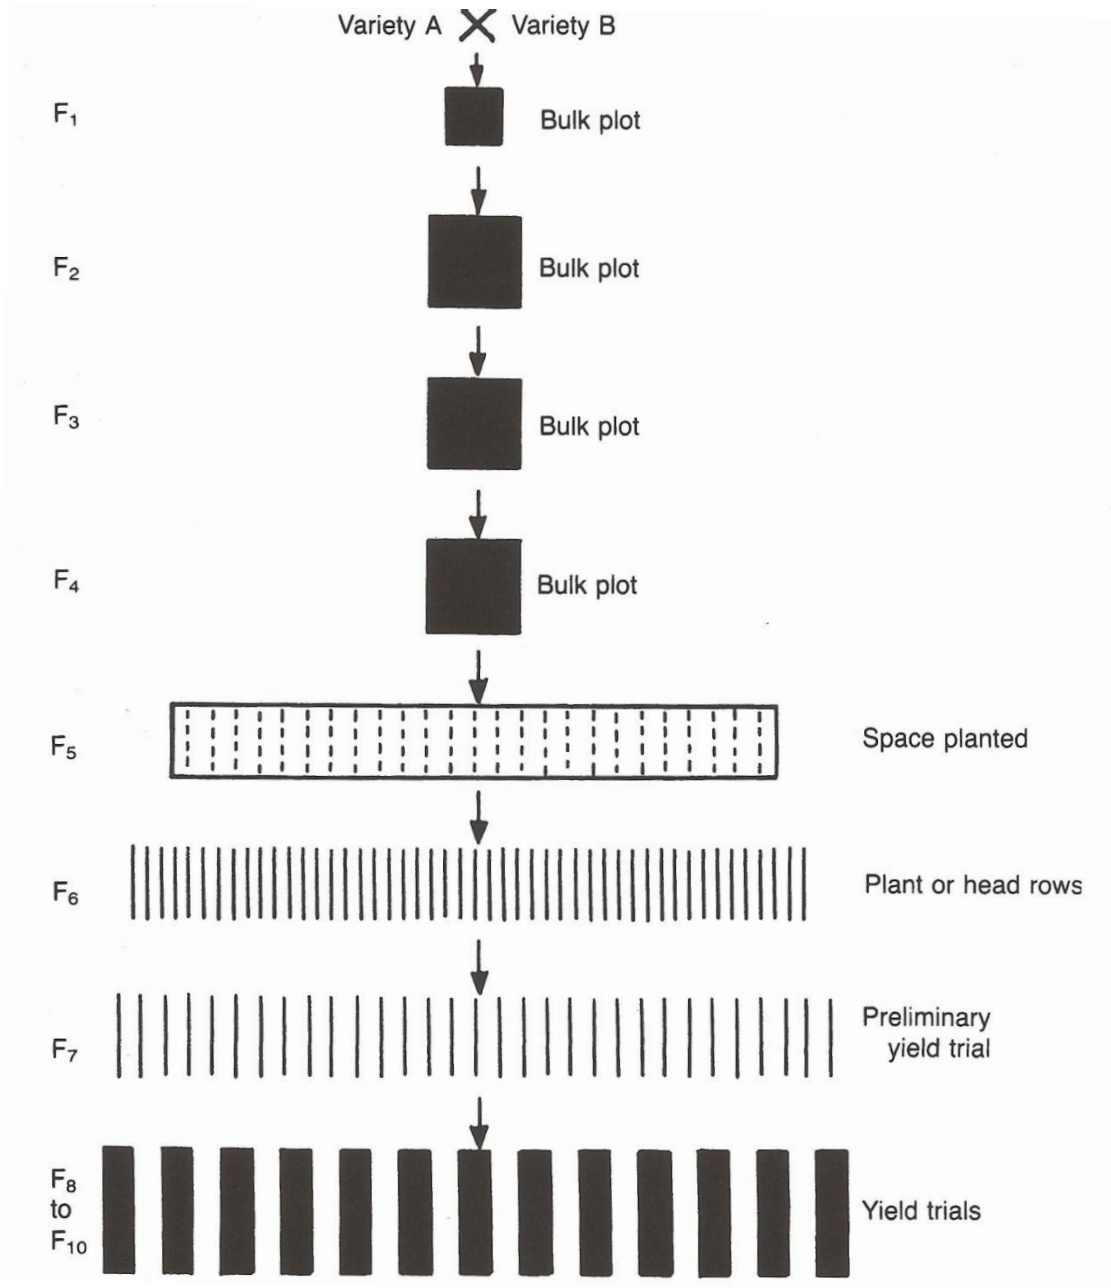 Variety A X Variety B
F₁ Bulk plot
F₂ Bulk plot
F₃ Bulk plot
F₄ Bulk plot
F₅ Space planted
F₆ Plant or head rows
F₇ Preliminary
yield trial
F₈
to
F₁₀
Yield trials